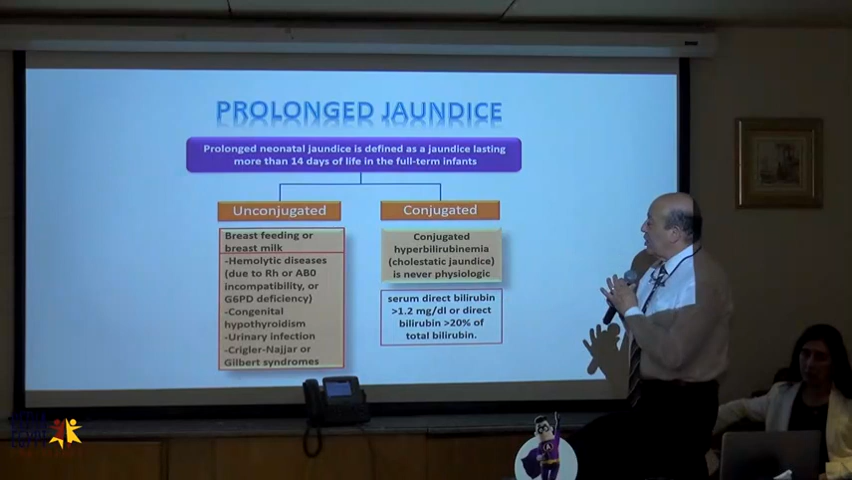 PROLONGED JAUNDICE
Prolonged neonatal jaundice is defined as a jaundice lasting
more than 14 days of life in the full-term infants
Unconjugated
Conjugated
Breast feeding or
breast milk
-Hemolytic diseases
(due to Rh or AB0
incompatibility, or
G6PD deficiency)
-Congenital
hypothyroidism
-Urinary infection
-Crigler-Najjar or
Gilbert syndromes
Conjugated
hyperbilirubinemia
(cholestatic jaundice)
is never physiologic
serum direct bilirubin
>1.2 mg/dl or direct
bilirubin >20% of
total bilirubin.